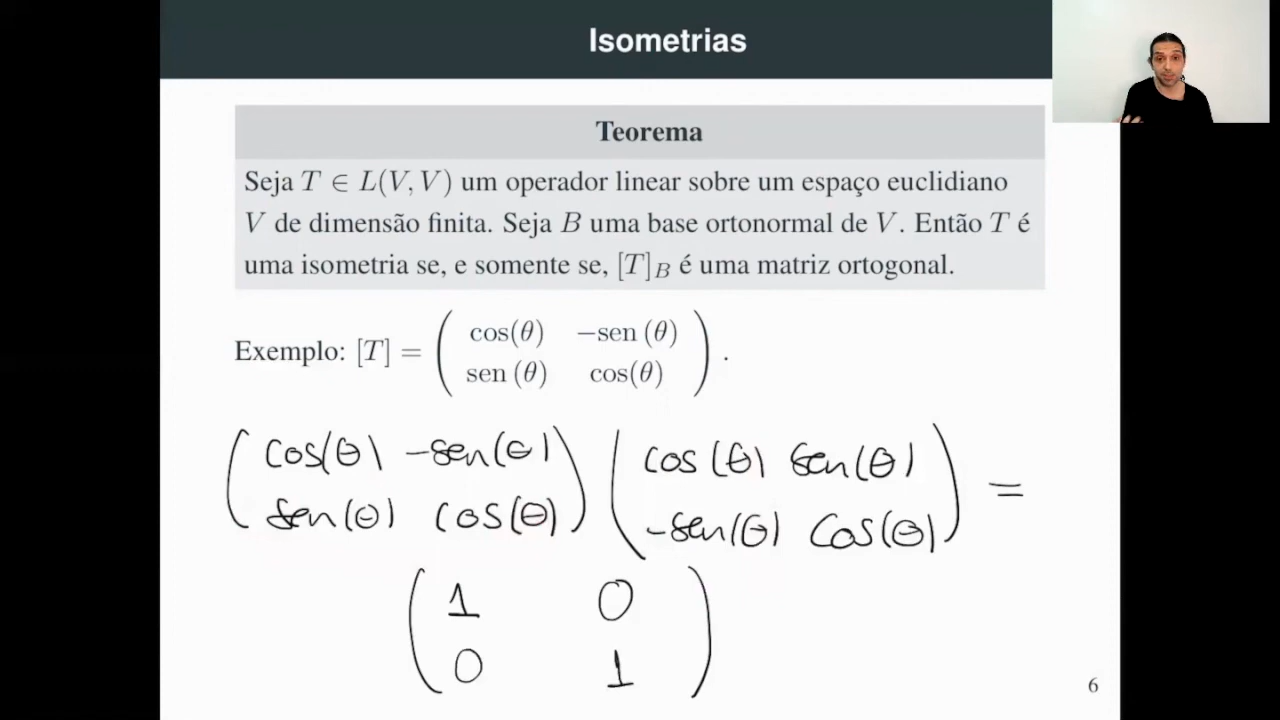 Isometrias
Teorema
Seja T ∈ L(V, V) um operador linear sobre um espaço euclidiano
V de dimensão finita. Seja B uma base ortonormal de V. Então T é
uma isometria se, e somente se, [T]_B é uma matriz ortogonal.
Exemplo: [T] = ( cos(θ) −sen (θ)
sen (θ) cos(θ) ) .
( cos(θ) -sen(θ) ) ( cos(θ) sen(θ) ) =
( sen(θ) cos(θ) ) ( -sen(θ) cos(θ) )
( 1 0 )
( 0 1 )
6